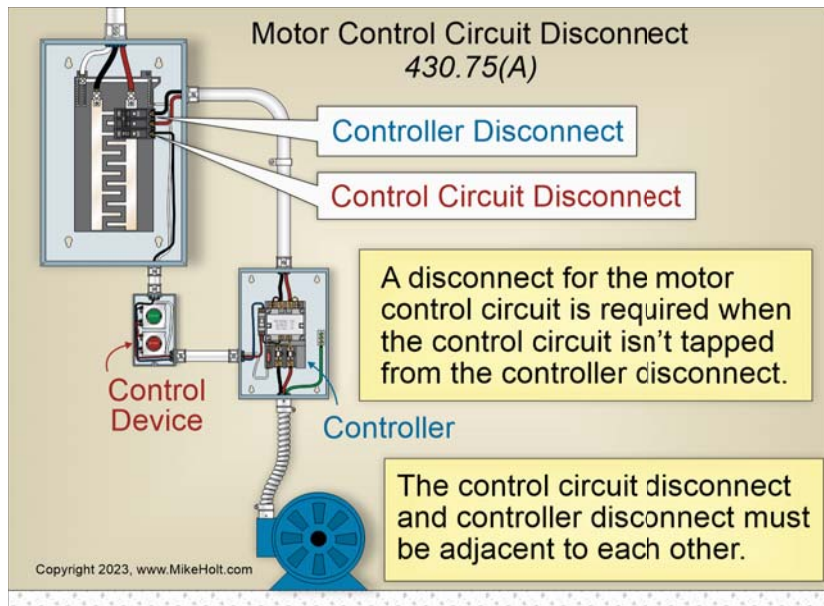 Motor Control Circuit Disconnect
430.75(A)
Controller Disconnect
Control Circuit Disconnect
A disconnect for the motor
control circuit is required when
the control circuit isn't tapped
from the controller disconnect.
Control
Device
Controller
The control circuit disconnect
and controller disconnect must
be adjacent to each other.
Copyright 2023, www.MikeHolt.com